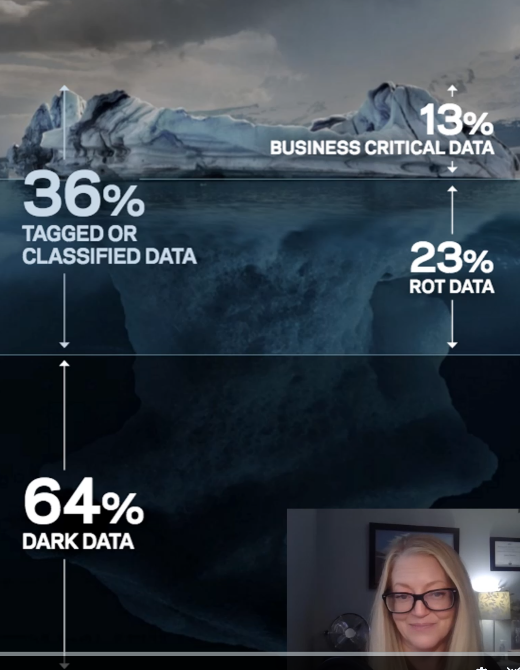 13%
BUSINESS CRITICAL DATA
36%
TAGGED OR
CLASSIFIED DATA
23%
ROT DATA
64%
DARK DATA